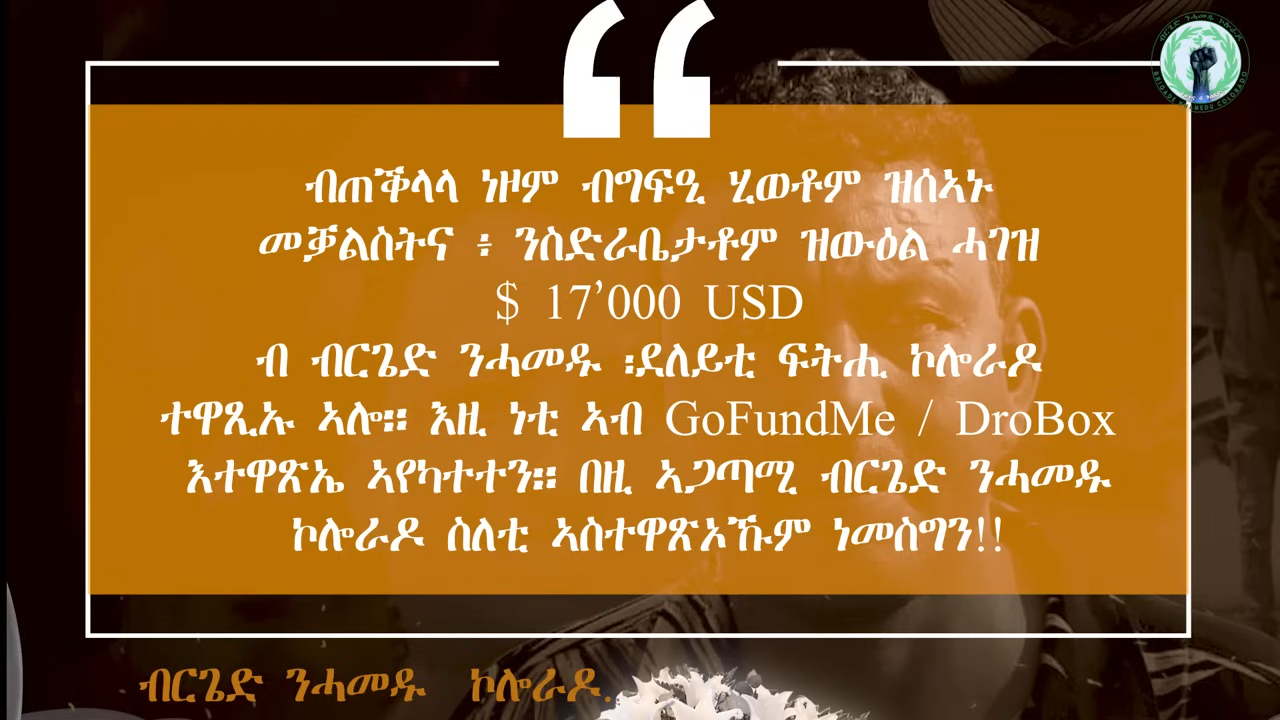 ብጠቕላላ ነዞም ብግፍዒ ሂወቶም ዝሰኣኑ
መቓልስትና ፥ ንስድራቤታቶም ዝውዕል ሓገዝ
$ 17’000 USD
ብ ብርጌድ ንሓመዱ ፡ደለይቲ ፍትሒ ኮሎራዶ
ተዋጺኡ ኣሎ። እዚ ነቲ ኣብ GoFundMe / DroBox
እተዋጽኤ ኣየካተተን። በዚ ኣጋጣሚ ብርጌድ ንሓመዱ
ኮሎራዶ ስለቲ ኣስተዋጽኦኹም ነመስግን!!
ብርጌድ ንሓመዱ ኮሎራዶ.